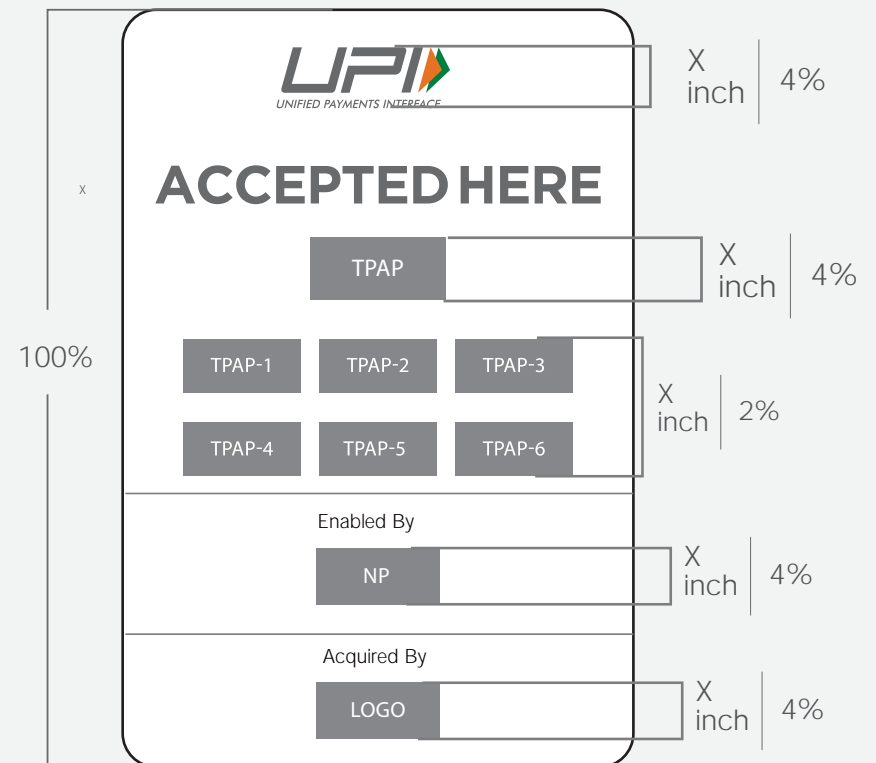 UPI
UNIFIED PAYMENTS INTERFACE
X
inch
4%
X
ACCEPTED HERE
TPAP
X
inch
4%
100%
TPAP-1 TPAP-2 TPAP-3
X
inch
2%
TPAP-4 TPAP-5 TPAP-6
Enabled By
NP
X
inch
4%
Acquired By
LOGO
X
inch
4%